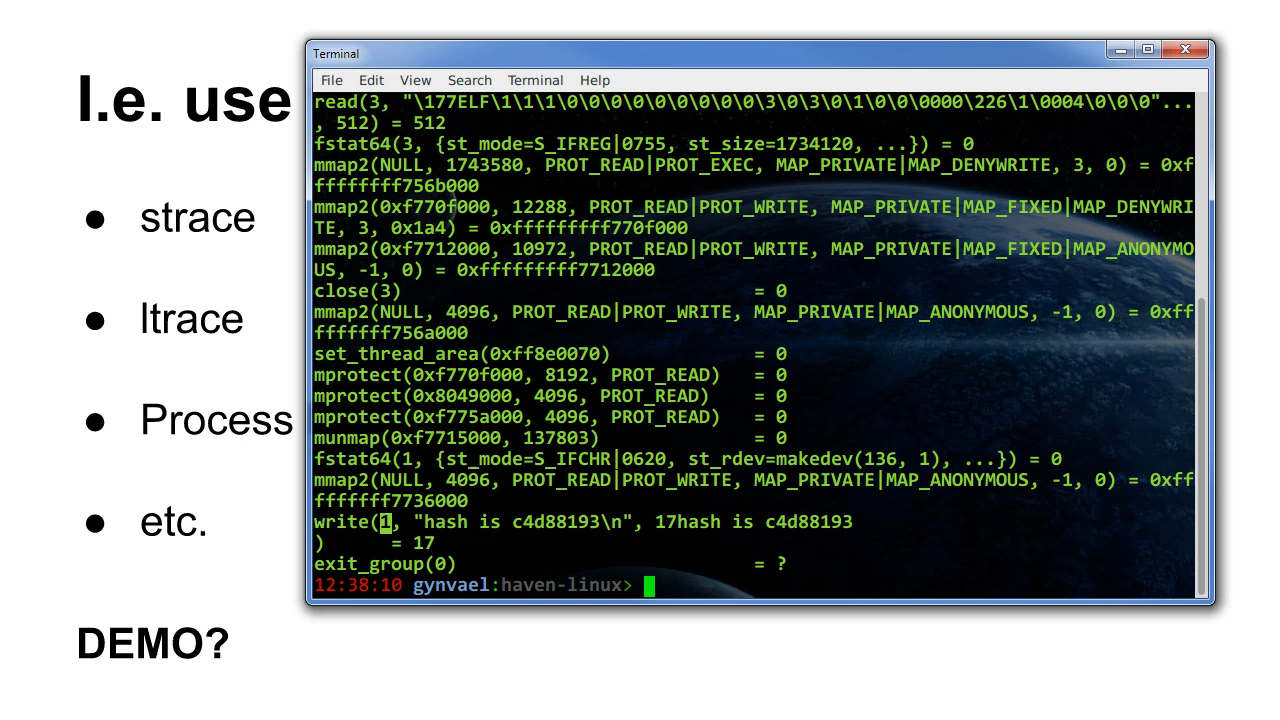 I.e. use
● strace
● ltrace
● Process
● etc.
DEMO?
Terminal
File Edit View Search Terminal Help
read(3, "\177ELF\1\1\1\0\0\0\0\0\0\0\0\0\3\0\3\0\1\0\0\0000\226\1\0004\0\0\0"...
, 512) = 512
fstat64(3, {st_mode=S_IFREG|0755, st_size=1734120, ...}) = 0
mmap2(NULL, 1743580, PROT_READ|PROT_EXEC, MAP_PRIVATE|MAP_DENYWRITE, 3, 0) = 0xf
ffffffff756b000
mmap2(0xf770f000, 12288, PROT_READ|PROT_WRITE, MAP_PRIVATE|MAP_FIXED|MAP_DENYWRI
TE, 3, 0x1a4) = 0xfffffffff770f000
mmap2(0xf7712000, 10972, PROT_READ|PROT_WRITE, MAP_PRIVATE|MAP_FIXED|MAP_ANONYMO
US, -1, 0) = 0xfffffffff7712000
close(3) = 0
mmap2(NULL, 4096, PROT_READ|PROT_WRITE, MAP_PRIVATE|MAP_ANONYMOUS, -1, 0) = 0xff
fffffff756a000
set_thread_area(0xff8e0070) = 0
mprotect(0xf770f000, 8192, PROT_READ) = 0
mprotect(0x8049000, 4096, PROT_READ) = 0
mprotect(0xf775a000, 4096, PROT_READ) = 0
munmap(0xf7715000, 137803) = 0
fstat64(1, {st_mode=S_IFCHR|0620, st_rdev=makedev(136, 1), ...}) = 0
mmap2(NULL, 4096, PROT_READ|PROT_WRITE, MAP_PRIVATE|MAP_ANONYMOUS, -1, 0) = 0xff
fffffff7736000
write(1, "hash is c4d88193\n", 17hash is c4d88193
) = 17
exit_group(0) = ?
12:38:10 gynvael:haven-linux>